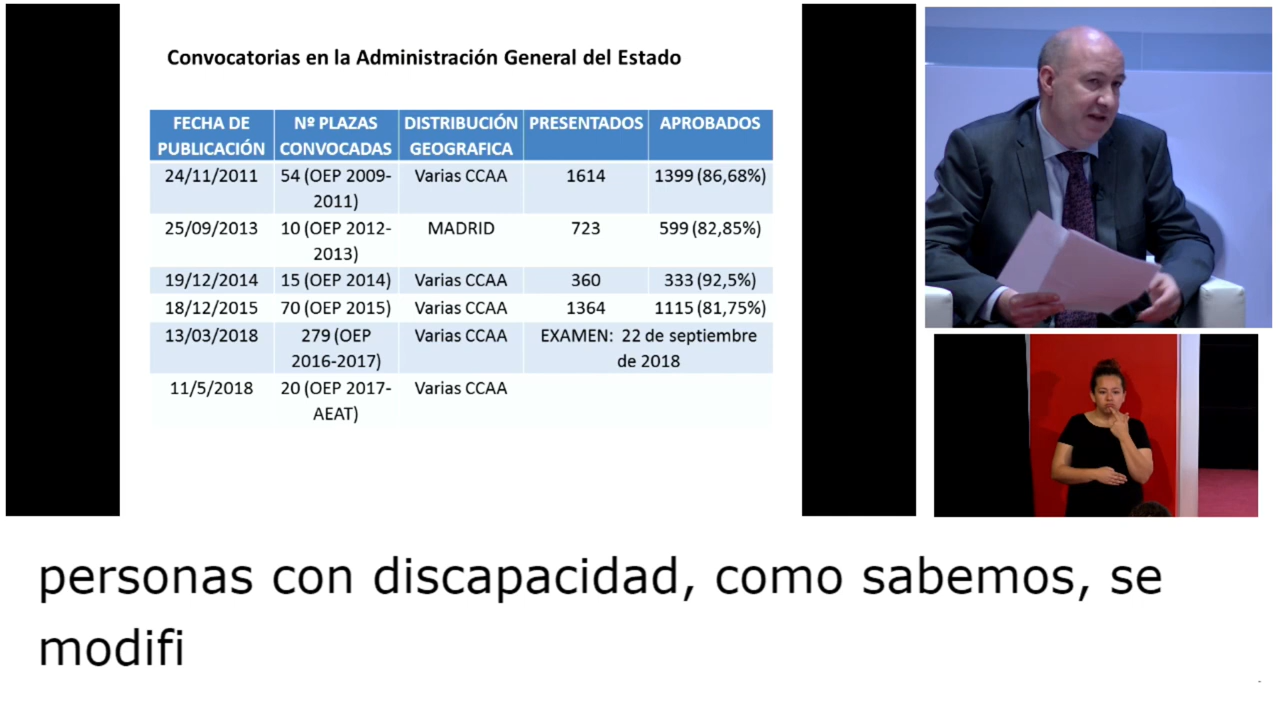 Convocatorias en la Administración General del Estado
FECHA DE PUBLICACIÓN Nº PLAZAS CONVOCADAS DISTRIBUCIÓN GEOGRAFICA PRESENTADOS APROBADOS
24/11/2011 54 (OEP 2009-2011) Varias CCAA 1614 1399 (86,68%)
25/09/2013 10 (OEP 2012-2013) MADRID 723 599 (82,85%)
19/12/2014 15 (OEP 2014) Varias CCAA 360 333 (92,5%)
18/12/2015 70 (OEP 2015) Varias CCAA 1364 1115 (81,75%)
13/03/2018 279 (OEP 2016-2017) Varias CCAA EXAMEN: 22 de septiembre de 2018
11/5/2018 20 (OEP 2017-AEAT) Varias CCAA
personas con discapacidad, como sabemos, se
modifi